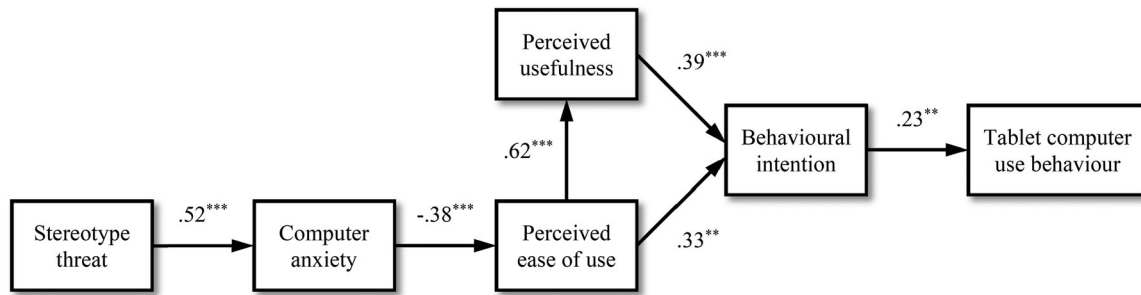 Perceived
usefulness
.39***
.62***
Behavioural
intention
.23**
Tablet computer
use behaviour
Stereotype
threat
.52***
Computer
anxiety
-.38***
Perceived
ease of use
.33**